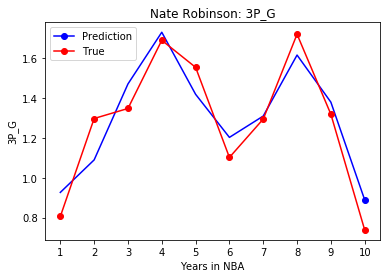 Nate Robinson: 3P_G
Prediction
True
1.6
1.4
1.2
1.0
0.8
3P_G
1 2 3 4 5 6 7 8 9 10
Years in NBA